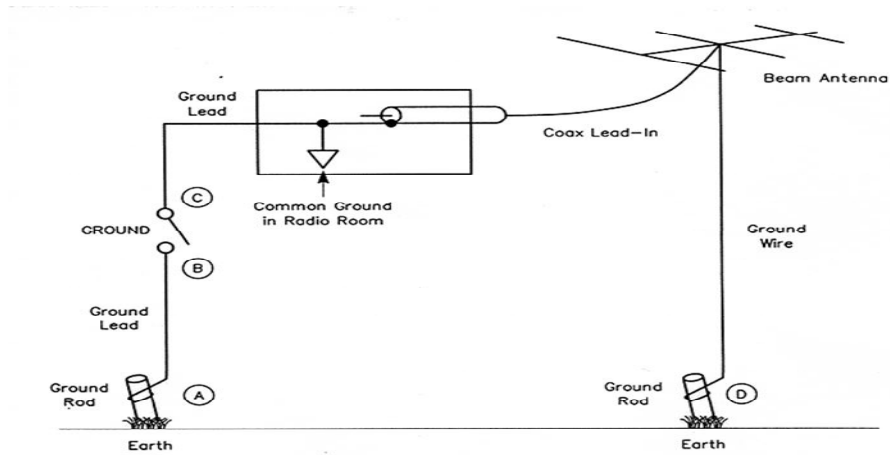 Ground
Lead
Beam Antenna
Coax Lead-In
Common Ground
in Radio Room
C
GROUND
B
Ground
Wire
Ground
Lead
Ground
Rod
A
Ground
Rod
D
Earth
Earth